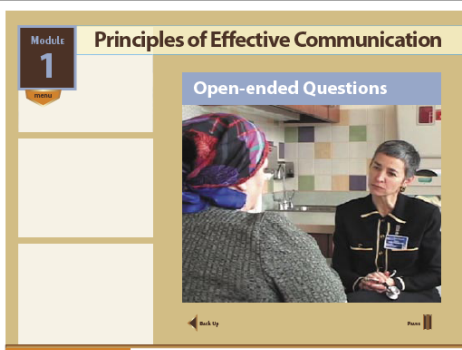 Module
1
menu
Principles of Effective Communication
Open-ended Questions
Back Up
Pause